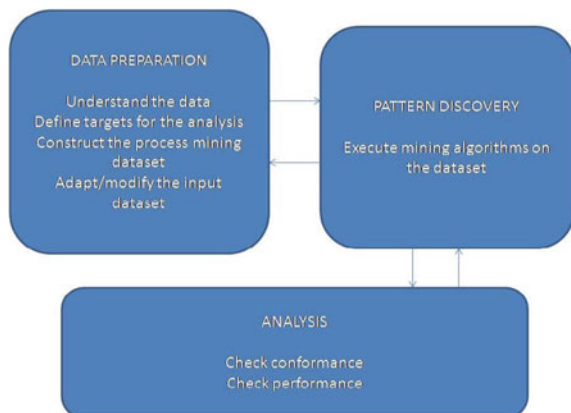 DATA PREPARATION
Understand the data
Define targets for the analysis
Construct the process mining
dataset
Adapt/modify the input
dataset
PATTERN DISCOVERY
Execute mining algorithms on
the dataset
ANALYSIS
Check conformance
Check performance